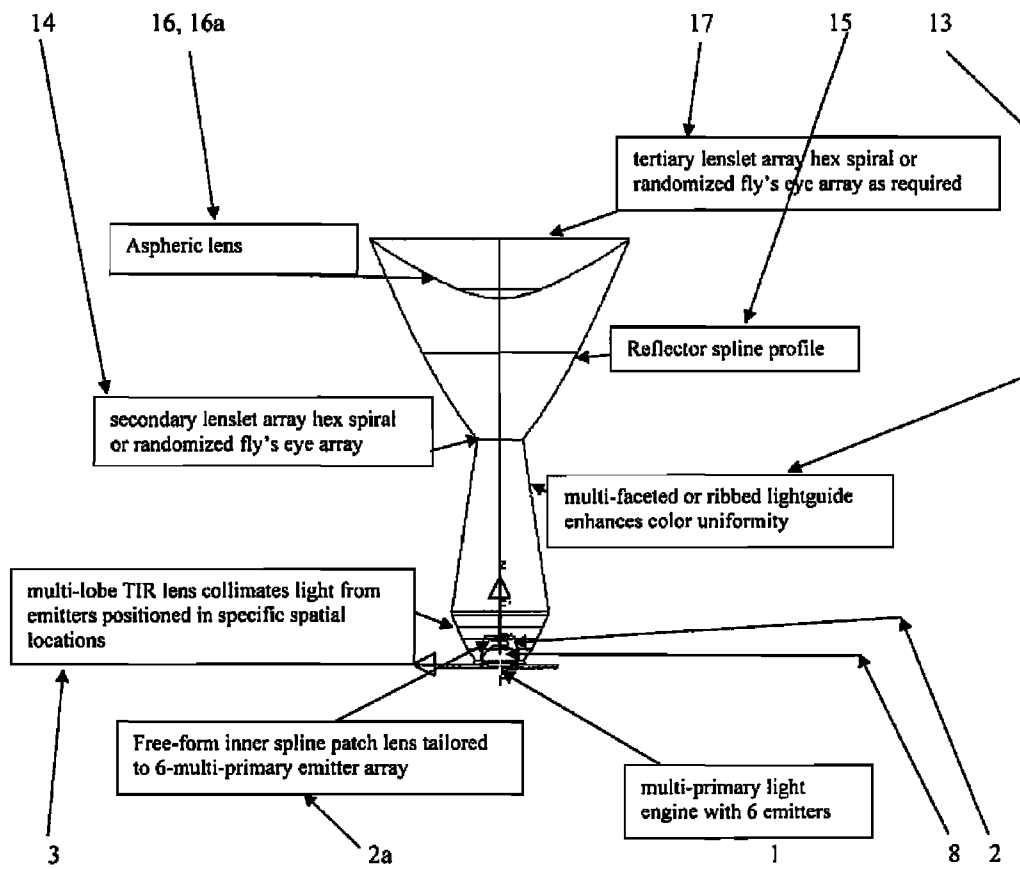 14
16, 16a
17
15
13
tertiary lenslet array hex spiral or
randomized fly's eye array as required
Aspheric lens
Reflector spline profile
secondary lenslet array hex spiral
or randomized fly's eye array
multi-faceted or ribbed lightguide
enhances color uniformity
multi-lobe TIR lens collimates light from
emitters positioned in specific spatial
locations
Free-form inner spline patch lens tailored
to 6-multi-primary emitter array
multi-primary light
engine with 6 emitters
3
2a
1
8
2